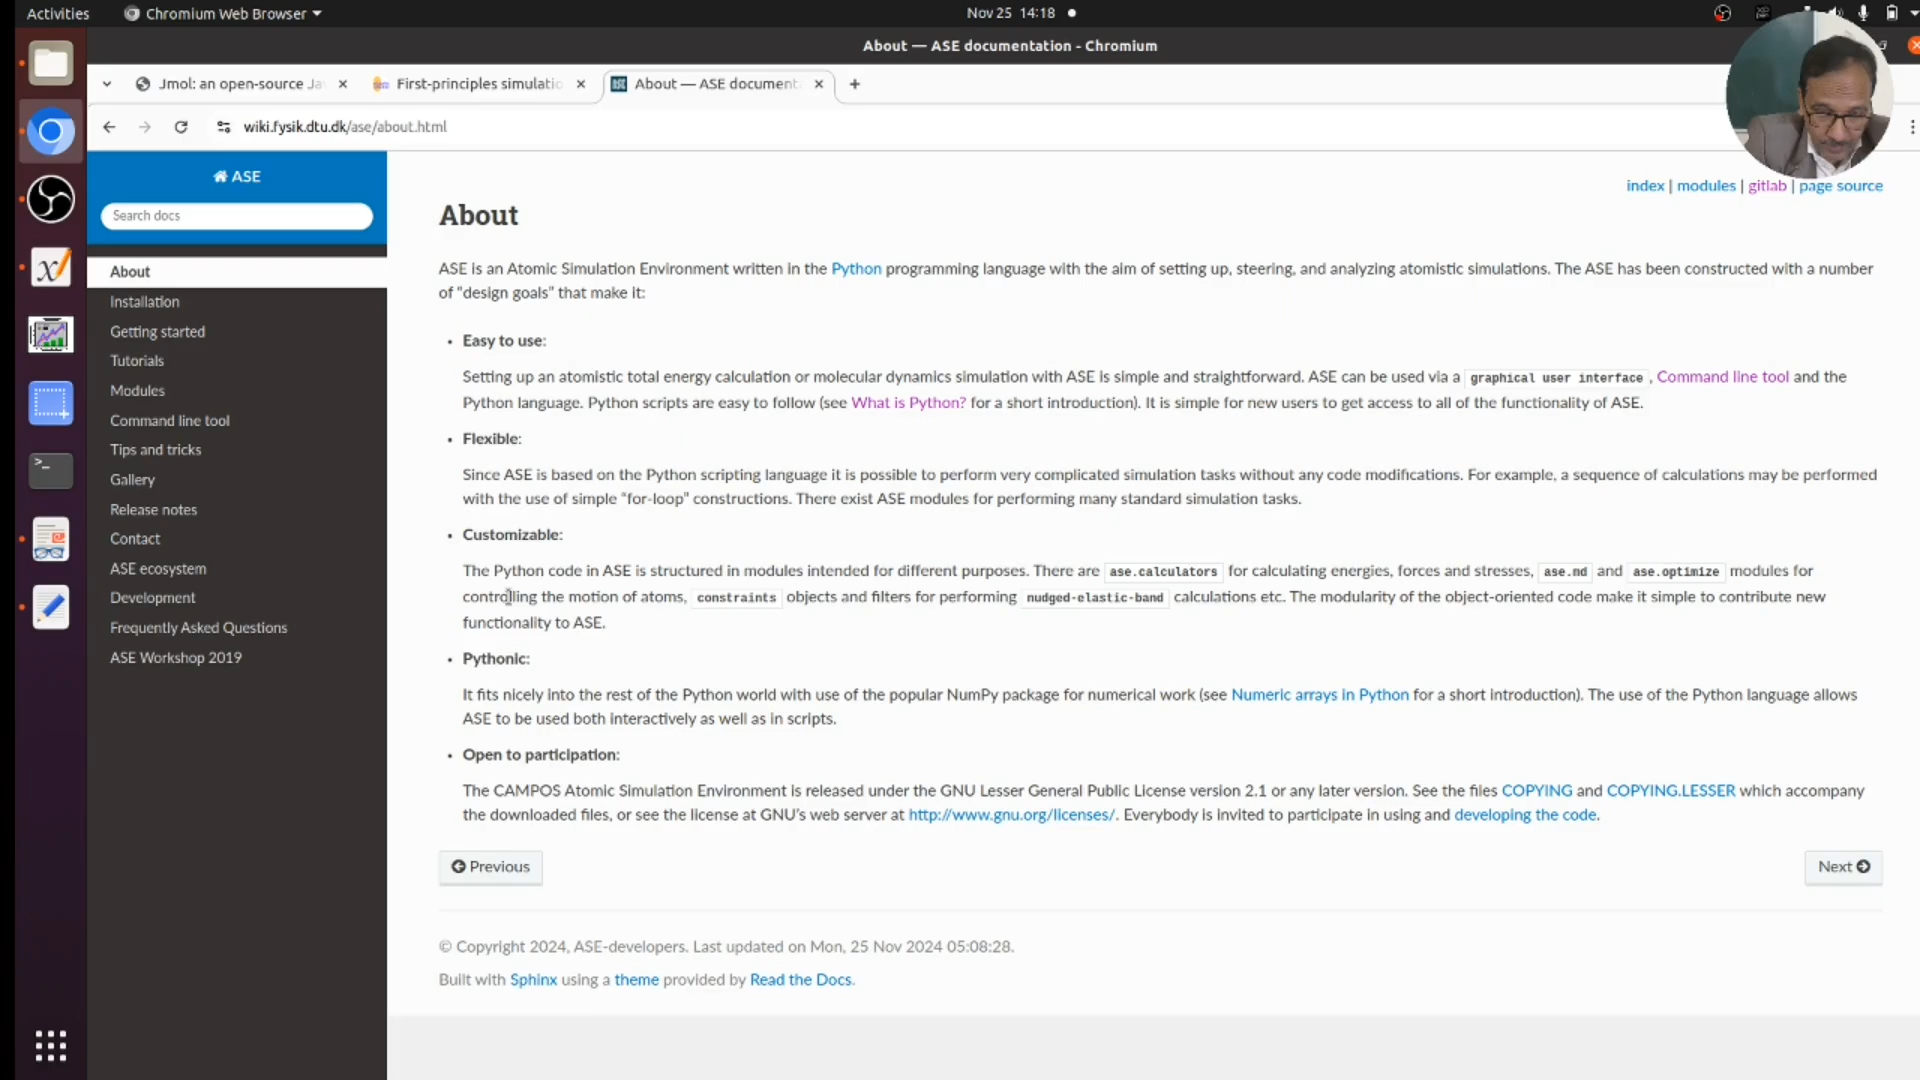 Activities
Chromium Web Browser
Nov 25 14:18
About — ASE documentation - Chromium
Jmol: an open-source Ja
First-principles simulatio
About — ASE document
wiki.fysik.dtu.dk/ase/about.html
ASE
Search docs
About
Installation
Getting started
Tutorials
Modules
Command line tool
Tips and tricks
Gallery
Release notes
Contact
ASE ecosystem
Development
Frequently Asked Questions
ASE Workshop 2019
index | modules | gitlab | page source
About
ASE is an Atomic Simulation Environment written in the Python programming language with the aim of setting up, steering, and analyzing atomistic simulations. The ASE has been constructed with a number
of “design goals” that make it:
• Easy to use:
Setting up an atomistic total energy calculation or molecular dynamics simulation with ASE is simple and straightforward. ASE can be used via a graphical user interface, Command line tool and the
Python language. Python scripts are easy to follow (see What is Python? for a short introduction). It is simple for new users to get access to all of the functionality of ASE.
• Flexible:
Since ASE is based on the Python scripting language it is possible to perform very complicated simulation tasks without any code modifications. For example, a sequence of calculations may be performed
with the use of simple “for-loop” constructions. There exist ASE modules for performing many standard simulation tasks.
• Customizable:
The Python code in ASE is structured in modules intended for different purposes. There are ase.calculators for calculating energies, forces and stresses, ase.md and ase.optimize modules for
controlling the motion of atoms, constraints objects and filters for performing nudged-elastic-band calculations etc. The modularity of the object-oriented code make it simple to contribute new
functionality to ASE.
• Pythonic:
It fits nicely into the rest of the Python world with use of the popular NumPy package for numerical work (see Numeric arrays in Python for a short introduction). The use of the Python language allows
ASE to be used both interactively as well as in scripts.
• Open to participation:
The CAMPOS Atomic Simulation Environment is released under the GNU Lesser General Public License version 2.1 or any later version. See the files COPYING and COPYING.LESSER which accompany
the downloaded files, or see the license at GNU’s web server at http://www.gnu.org/licenses/. Everybody is invited to participate in using and developing the code.
Previous
Next
© Copyright 2024, ASE-developers. Last updated on Mon, 25 Nov 2024 05:08:28.
Built with Sphinx using a theme provided by Read the Docs.